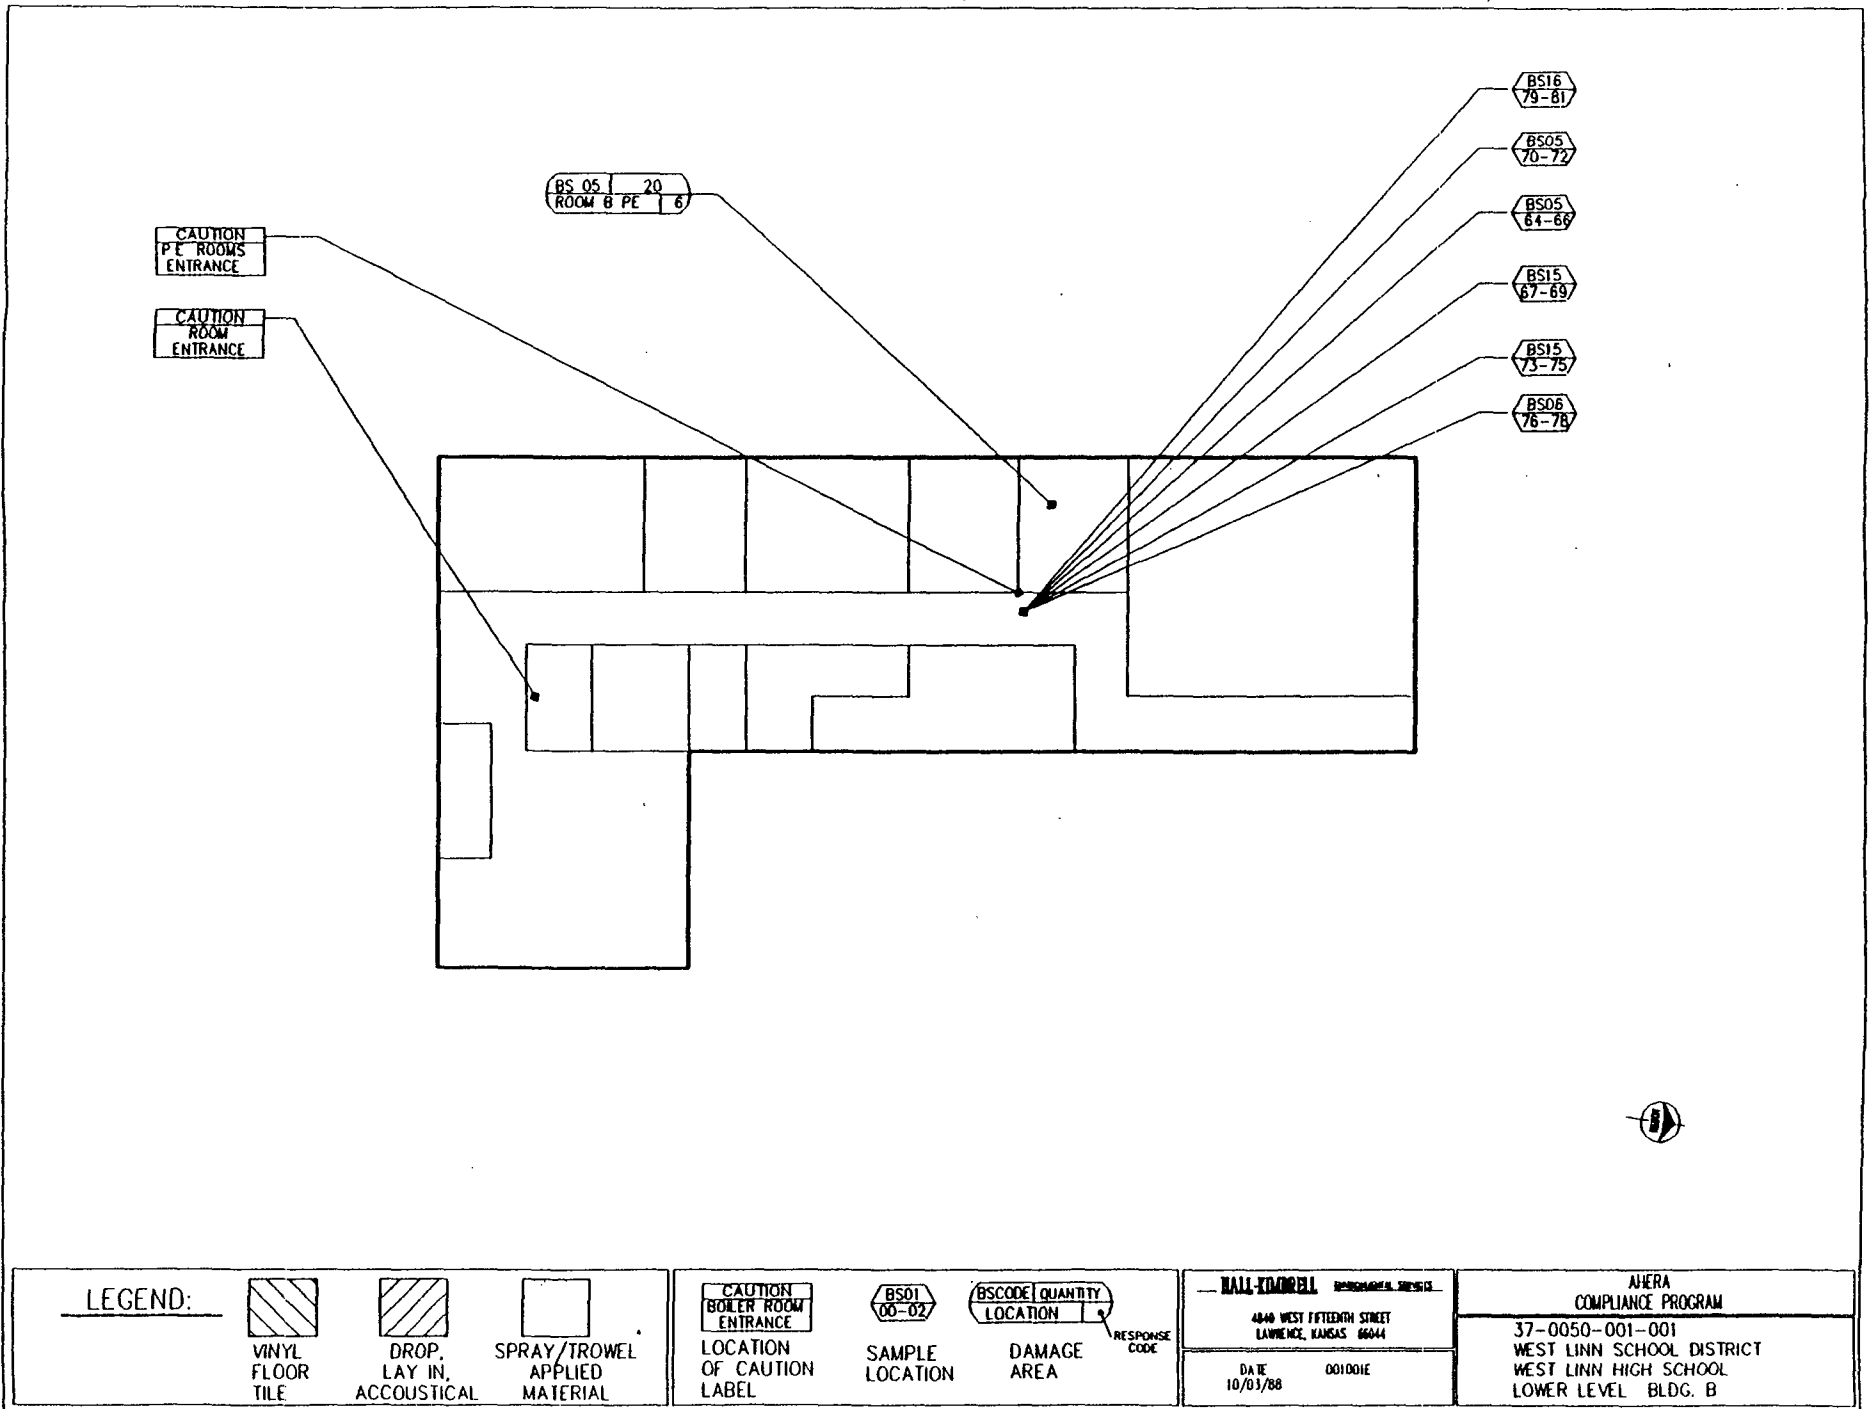 BS16
79-81
BS05
70-72
BS 05 20
ROOM B PE 6
BS05
64-66
CAUTION
P E ROOMS
ENTRANCE
BS15
67-69
CAUTION
ROOM
ENTRANCE
BS15
73-75
BS06
76-78
LEGEND:
VINYL
FLOOR
TILE
DROP,
LAY IN,
ACCOUSTICAL
SPRAY/TROWEL
APPLIED
MATERIAL
CAUTION
BOILER ROOM
ENTRANCE
LOCATION
OF CAUTION
LABEL
BS01
00-02
SAMPLE
LOCATION
BSCODE QUANTITY
LOCATION
RESPONSE
CODE
DAMAGE
AREA
HALL-KIMBRELL ENVIRONMENTAL SERVICES
4840 WEST FIFTEENTH STREET
LAWRENCE, KANSAS 66044
DATE 001001E
10/03/88
AHERA
COMPLIANCE PROGRAM
37-0050-001-001
WEST LINN SCHOOL DISTRICT
WEST LINN HIGH SCHOOL
LOWER LEVEL BLDG. B